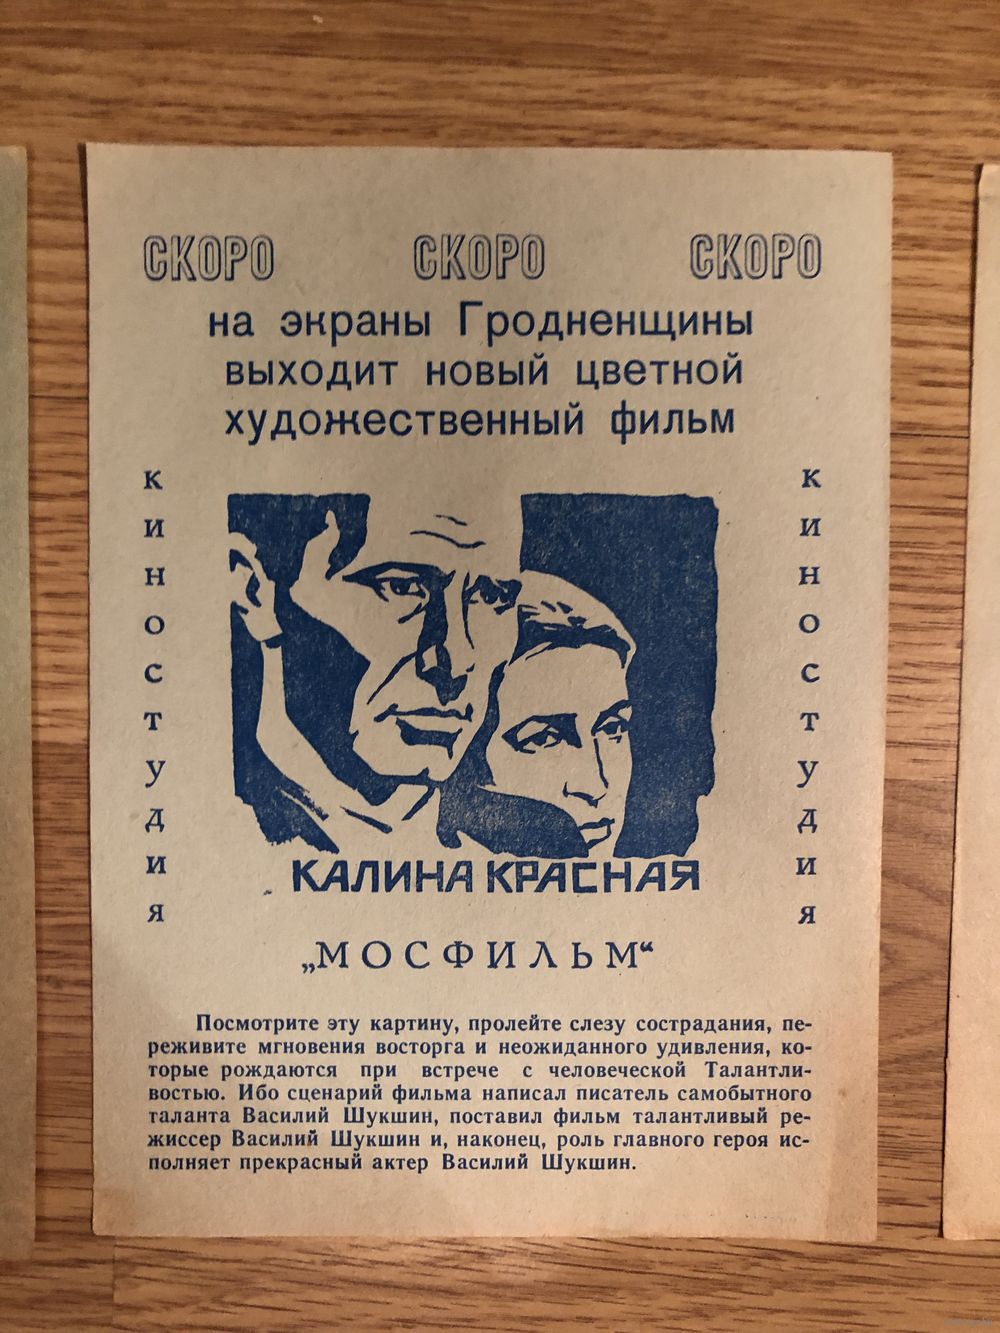 СКОРО СКОРО СКОРО
на экраны Гродненщины
выходит новый цветной
художественный фильм
КИНОСТУДИЯ
КИНОСТУДИЯ
КАЛИНА КРАСНАЯ
„МОСФИЛЬМ“
Посмотрите эту картину, пролейте слезу сострадания, пе-
реживите мгновения восторга и неожиданного удивления, ко-
торые рождаются при встрече с человеческой Талантли-
востью. Ибо сценарий фильма написал писатель самобытного
таланта Василий Шукшин, поставил фильм талантливый ре-
жиссер Василий Шукшин и, наконец, роль главного героя ис-
полняет прекрасный актер Василий Шукшин.